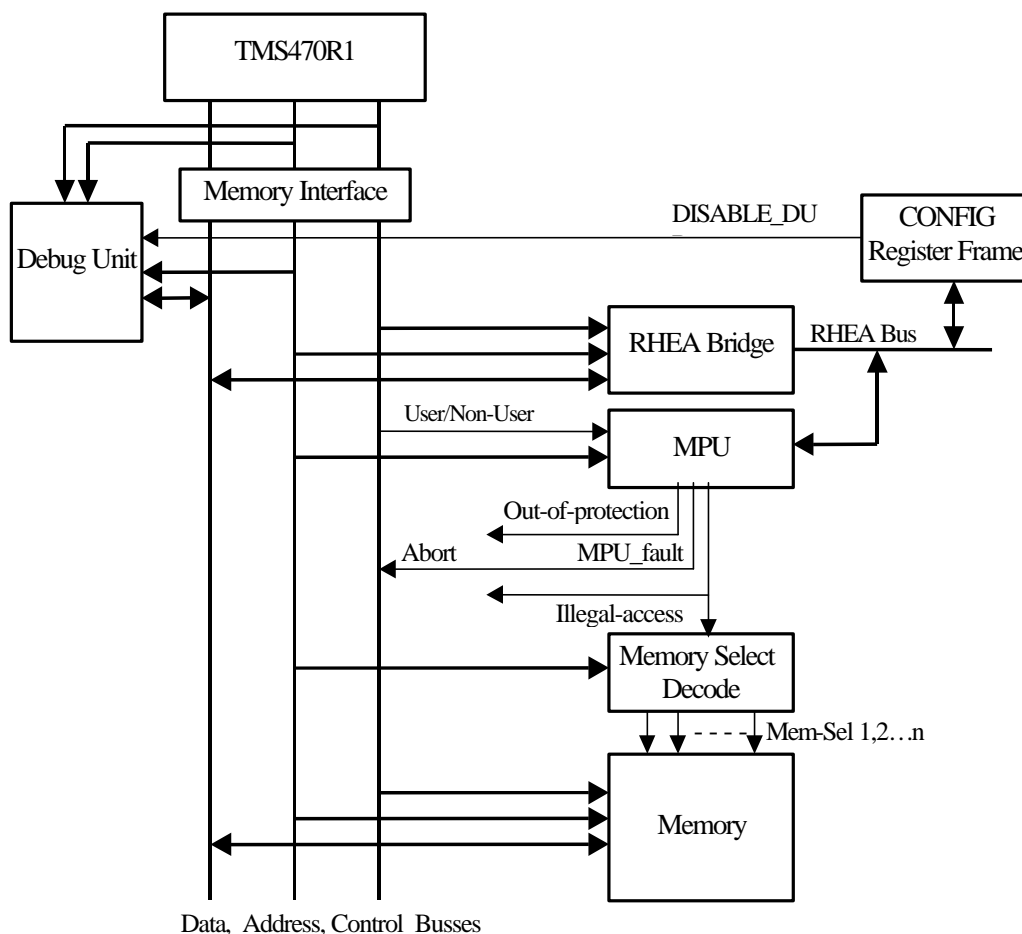 TMS470R1
Memory Interface
Debug Unit
DISABLE_DU
CONFIG
Register Frame
RHEA Bridge
RHEA Bus
User/Non-User
MPU
Out-of-protection
Abort
MPU_fault
Illegal-access
Memory Select
Decode
Mem-Sel 1,2…n
Memory
Data, Address, Control Busses